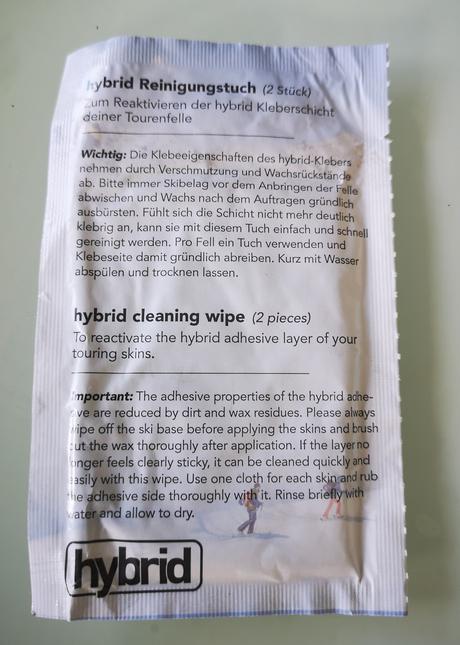 hybrid Reinigungstuch (2 Stück)
Zum Reaktivieren der hybrid Kleberschicht
deiner Tourenfelle
Wichtig: Die Klebeeigenschaften des hybrid-Klebers
nehmen durch Verschmutzung und Wachsrückstände
ab. Bitte immer Skibelag vor dem Anbringen der Felle
abwischen und Wachs nach dem Auftragen gründlich
ausbürsten. Fühlt sich die Schicht nicht mehr deutlich
klebrig an, kann sie mit diesem Tuch einfach und schnell
gereinigt werden. Pro Fell ein Tuch verwenden und
Klebeseite damit gründlich abreiben. Kurz mit Wasser
abspülen und trocknen lassen.
hybrid cleaning wipe (2 pieces)
To reactivate the hybrid adhesive layer of your
touring skins.
Important: The adhesive properties of the hybrid adhe-
sive are reduced by dirt and wax residues. Please always
wipe off the ski base before applying the skins and brush
out the wax thoroughly after application. If the layer no
longer feels clearly sticky, it can be cleaned quickly and
easily with this wipe. Use one cloth for each skin and rub
the adhesive side thoroughly with it. Rinse briefly with
water and allow to dry.
hybrid